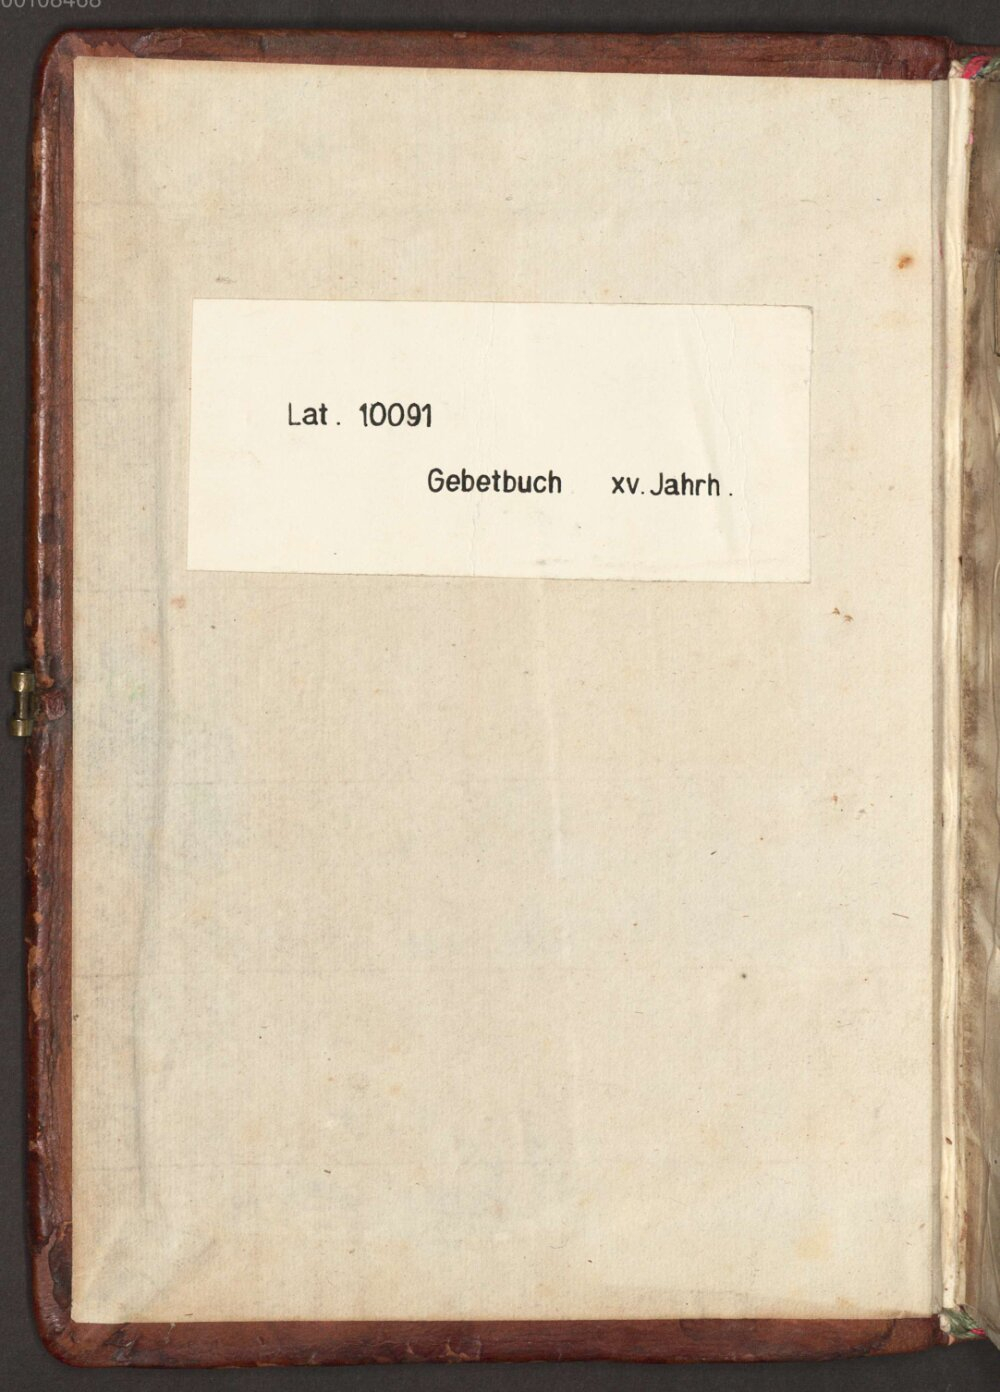 Lat. 10091
Gebetbuch xv. Jahrh.